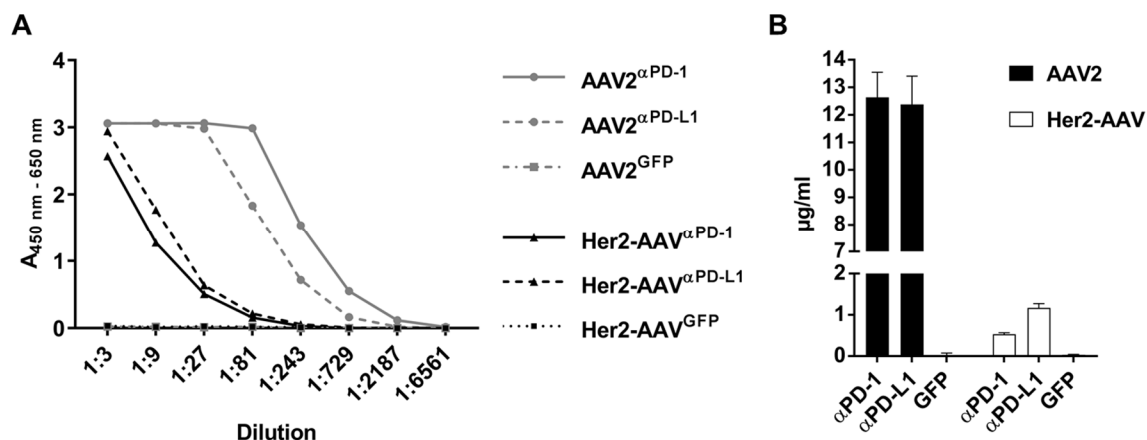 A
A450 nm - 650 nm
4
3
2
1
0
1:3
1:9
1:27
1:81
1:243
1:729
1:2187
1:6561
Dilution
AAV2αPD-1
AAV2αPD-L1
AAV2GFP
Her2-AAVαPD-1
Her2-AAVαPD-L1
Her2-AAVGFP
B
µg/ml
14
13
12
11
10
9
8
7
2
1
0
αPD-1
αPD-L1
GFP
αPD-1
αPD-L1
GFP
AAV2
Her2-AAV